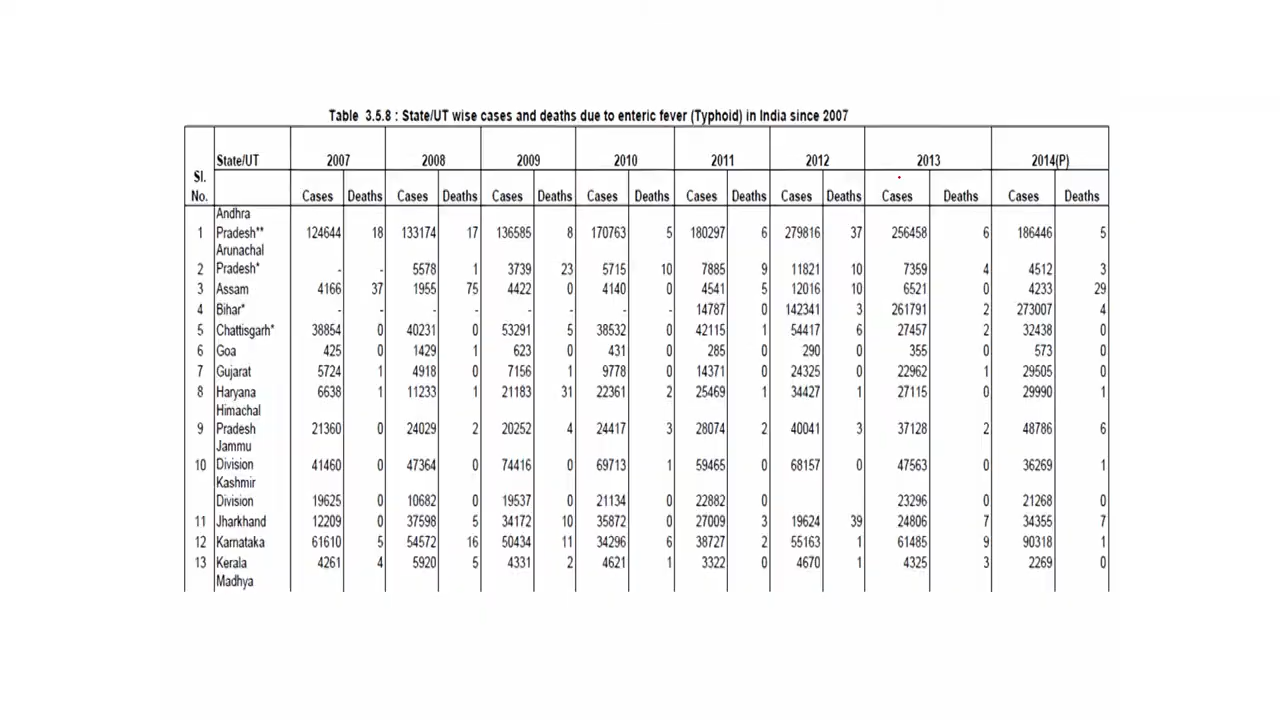 Table 3.5.8 : State/UT wise cases and deaths due to enteric fever (Typhoid) in India since 2007
State/UT 2007 2008 2009 2010 2011 2012 2013 2014(P)
Sl.
No. Cases Deaths Cases Deaths Cases Deaths Cases Deaths Cases Deaths Cases Deaths Cases Deaths Cases Deaths
Andhra
1 Pradesh** 124644 18 133174 17 136585 8 170763 5 180297 6 279816 37 256458 6 186446 5
Arunachal
2 Pradesh* - - 5578 1 3739 23 5715 10 7885 9 11821 10 7359 4 4512 3
3 Assam 4166 37 1955 75 4422 0 4140 0 4541 5 12016 10 6521 0 4233 29
4 Bihar* - - - - - - - - 14787 0 142341 3 261791 2 273007 4
5 Chattisgarh* 38854 0 40231 0 53291 5 38532 0 42115 1 54417 6 27457 2 32438 0
6 Goa 425 0 1429 1 623 0 431 0 285 0 290 0 355 0 573 0
7 Gujarat 5724 1 4918 0 7156 1 9778 0 14371 0 24325 0 22962 1 29505 0
8 Haryana 6638 1 11233 1 21183 31 22361 2 25469 1 34427 1 27115 0 29990 1
Himachal
9 Pradesh 21360 0 24029 2 20252 4 24417 3 28074 2 40041 3 37128 2 48786 6
Jammu
10 Division 41460 0 47364 0 74416 0 69713 1 59465 0 68157 0 47563 0 36269 1
Kashmir
Division 19625 0 10682 0 19537 0 21134 0 22882 0 23296 0 21268 0
11 Jharkhand 12209 0 37598 5 34172 10 35872 0 27009 3 19624 39 24806 7 34355 7
12 Karnataka 61610 5 54572 16 50434 11 34296 6 38727 2 55163 1 61485 9 90318 1
13 Kerala 4261 4 5920 5 4331 2 4621 1 3322 0 4670 1 4325 3 2269 0
Madhya